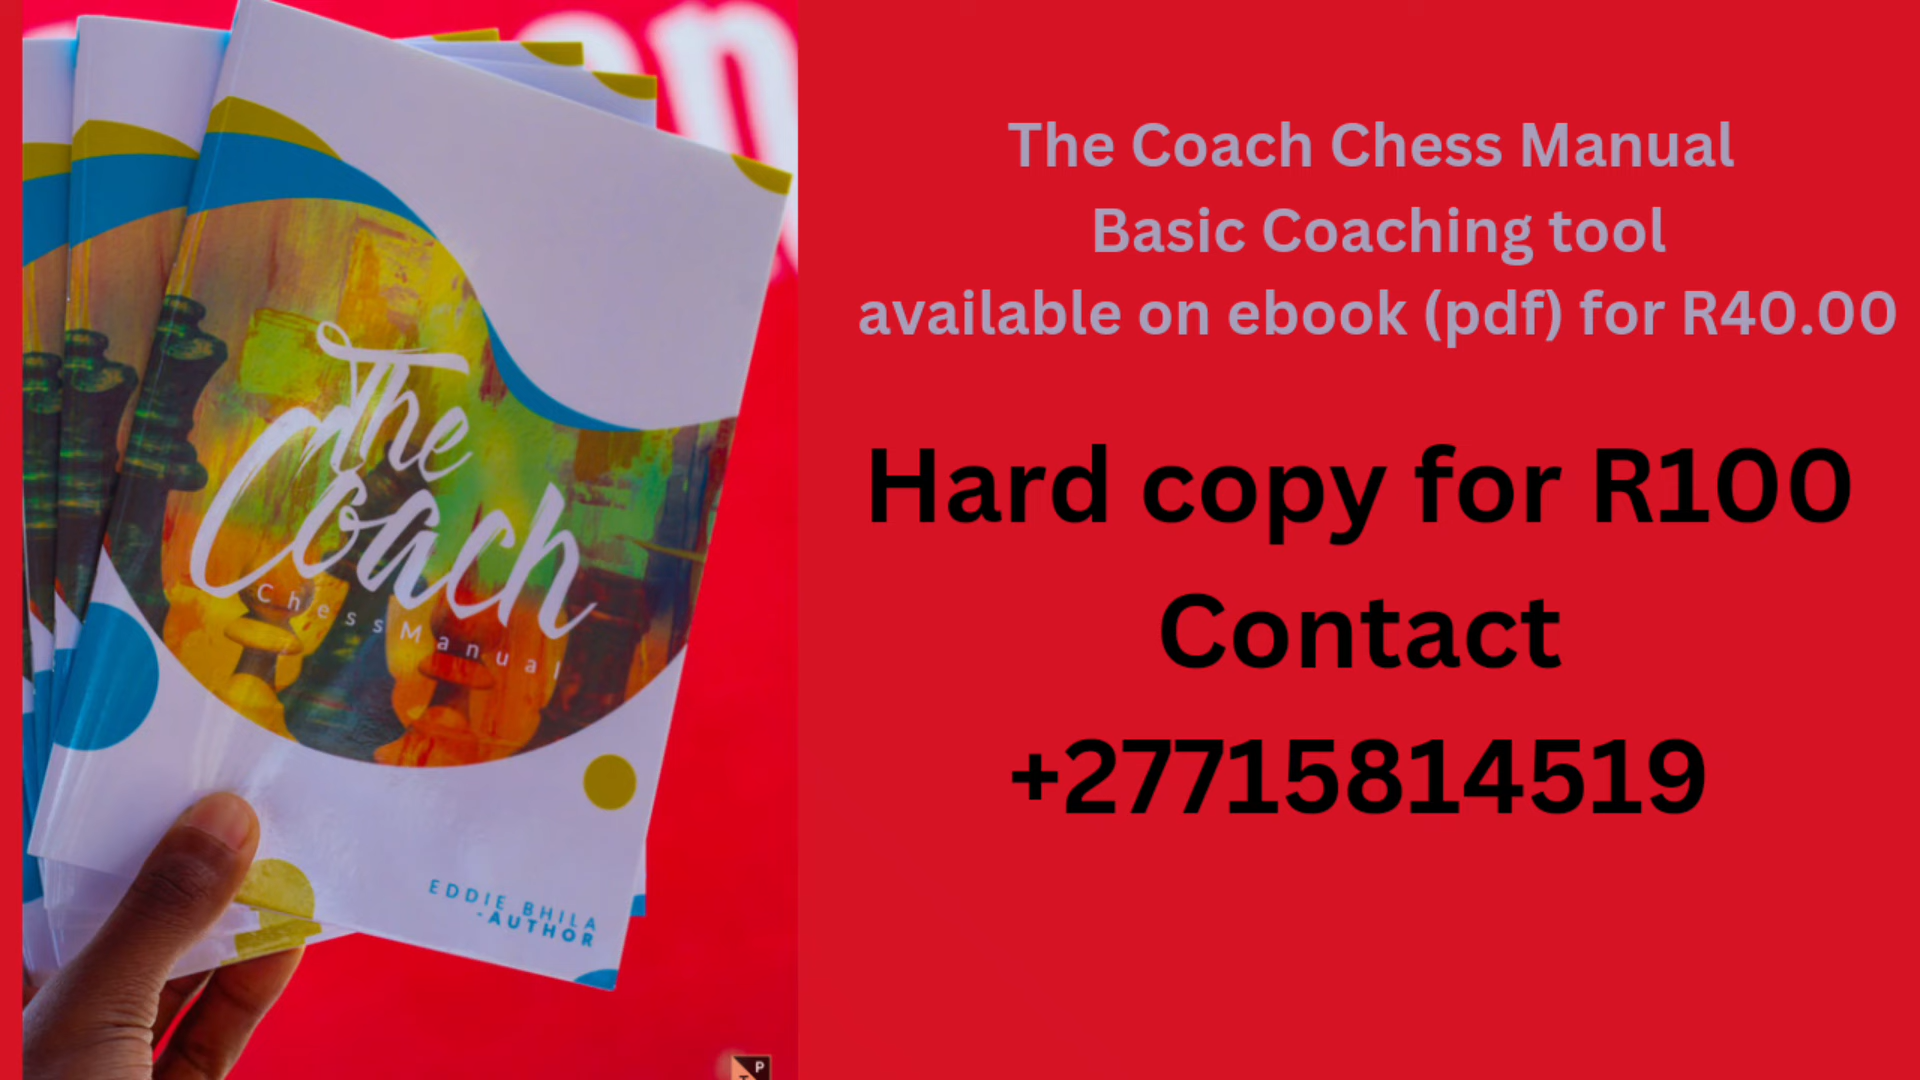 The Coach Chess Manual
Basic Coaching tool
available on ebook (pdf) for R40.00
Hard copy for R100
Contact
+27715814519
The
Coach
Chess Manual
EDDIE BHILA
-AUTHOR
P